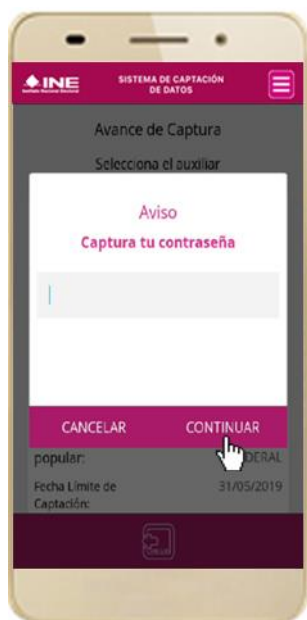 INE
Instituto Nacional Electoral
SISTEMA DE CAPTACIÓN
DE DATOS
Avance de Captura
Selecciona el auxiliar
Aviso
Captura tu contraseña
CANCELAR
CONTINUAR
popular:
Fecha Límite de
Captación:
31/05/2019